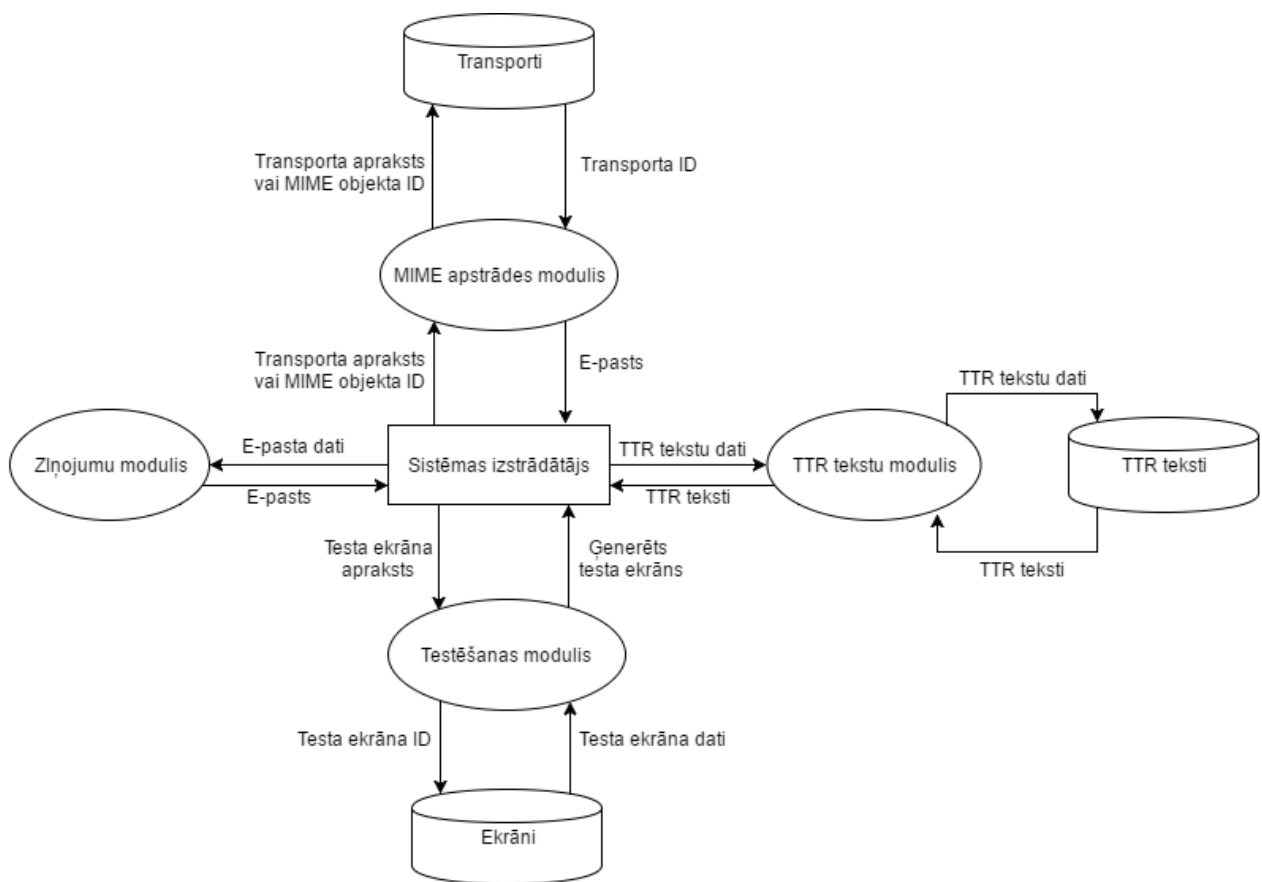 Transporti
Transporta apraksts
vai MIME objekta ID
Transporta ID
MIME apstrādes modulis
Transporta apraksts
vai MIME objekta ID
E-pasts
TTR tekstu dati
Ziņojumu modulis
E-pasta dati
E-pasts
Sistēmas izstrādātājs
TTR tekstu dati
TTR teksti
TTR tekstu modulis
TTR teksti
TTR teksti
Testa ekrāna
apraksts
Ģenerēts
testa ekrāns
Testēšanas modulis
Testa ekrāna ID
Testa ekrāna dati
Ekrāni